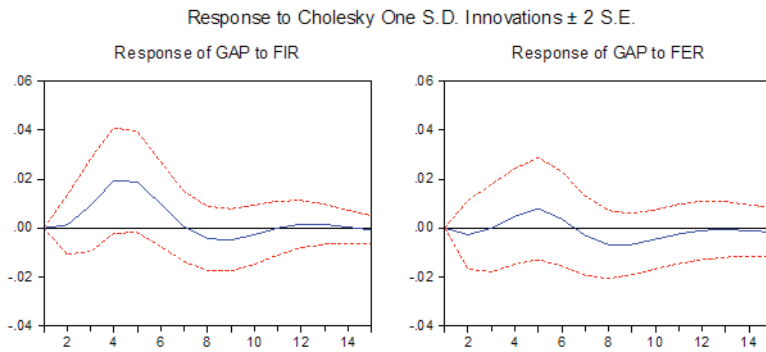 Response to Cholesky One S.D. Innovations ± 2 S.E.
Response of GAP to FIR
.06
.04
.02
.00
-.02
-.04
2 4 6 8 10 12 14
Response of GAP to FER
.06
.04
.02
.00
-.02
-.04
2 4 6 8 10 12 14